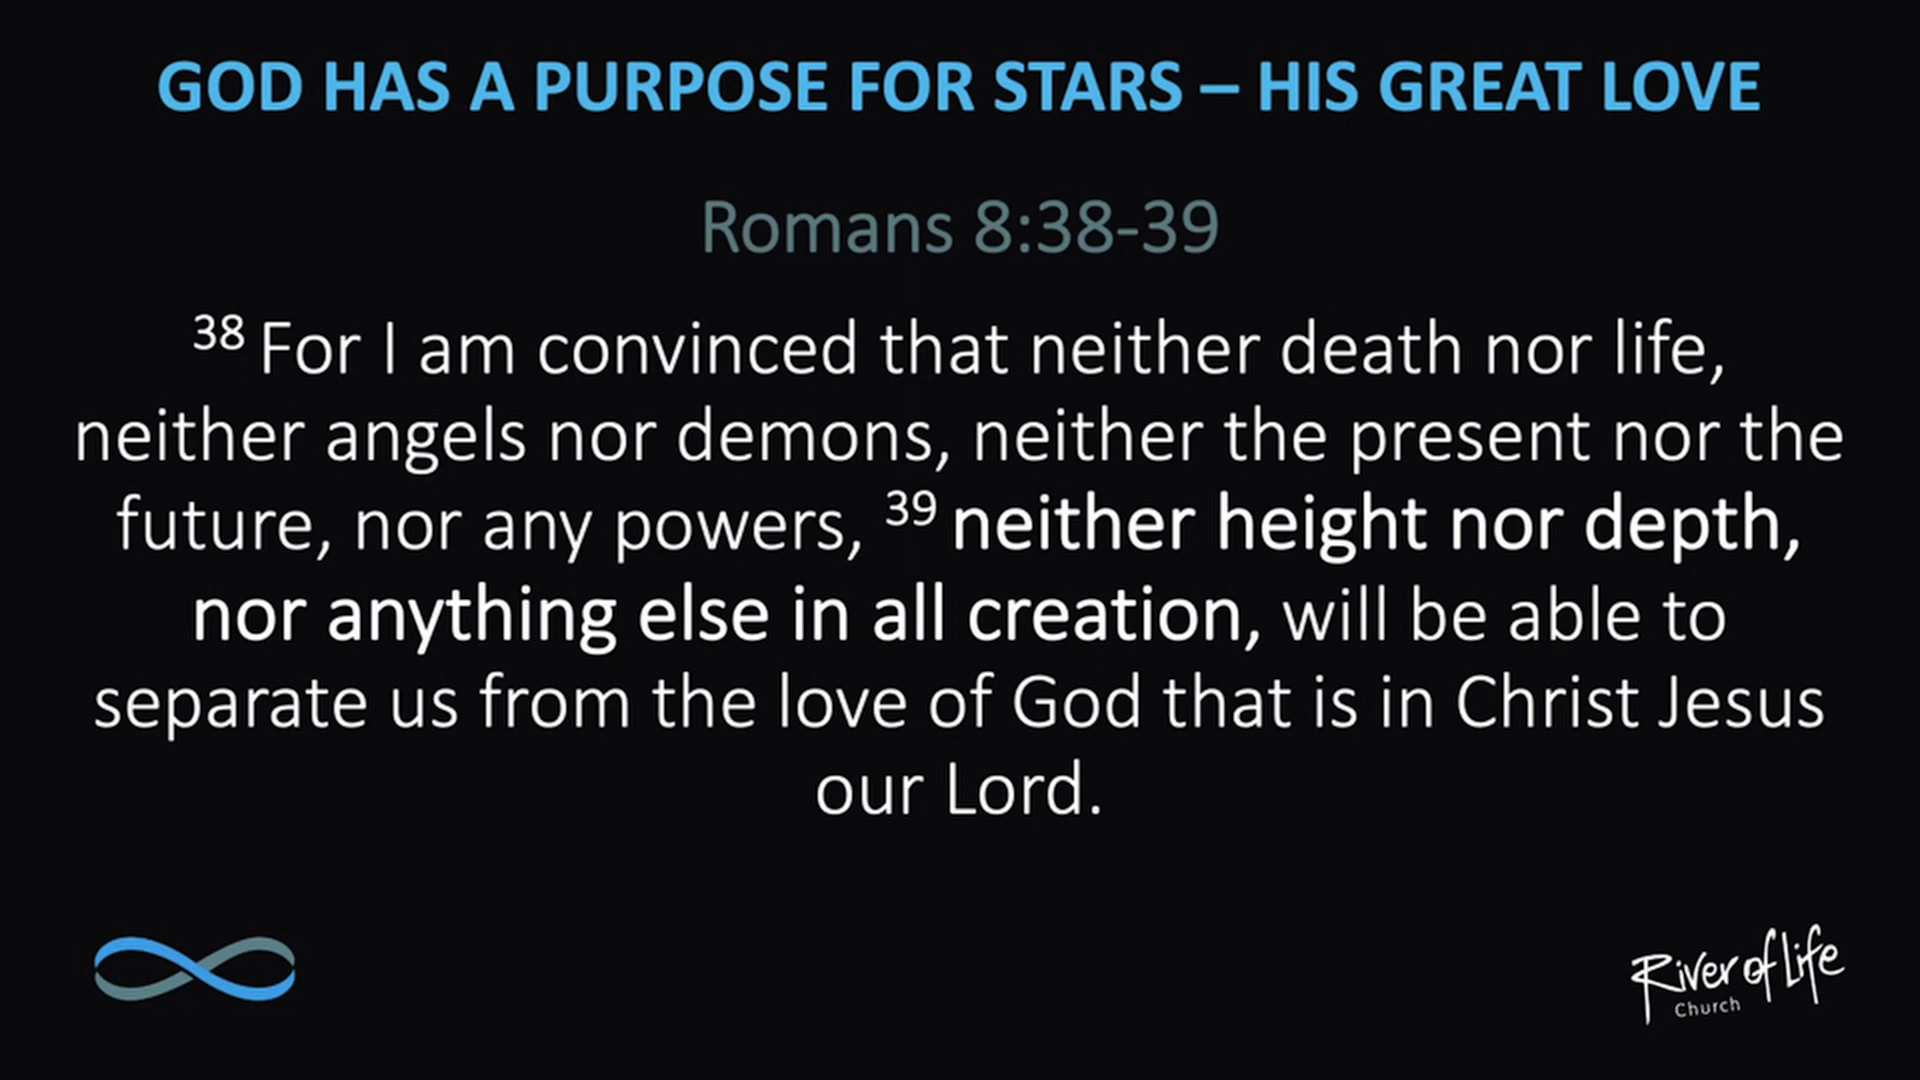 GOD HAS A PURPOSE FOR STARS – HIS GREAT LOVE
Romans 8:38-39
38 For I am convinced that neither death nor life,
neither angels nor demons, neither the present nor the
future, nor any powers, 39 neither height nor depth,
nor anything else in all creation, will be able to
separate us from the love of God that is in Christ Jesus
our Lord.
River of Life
Church